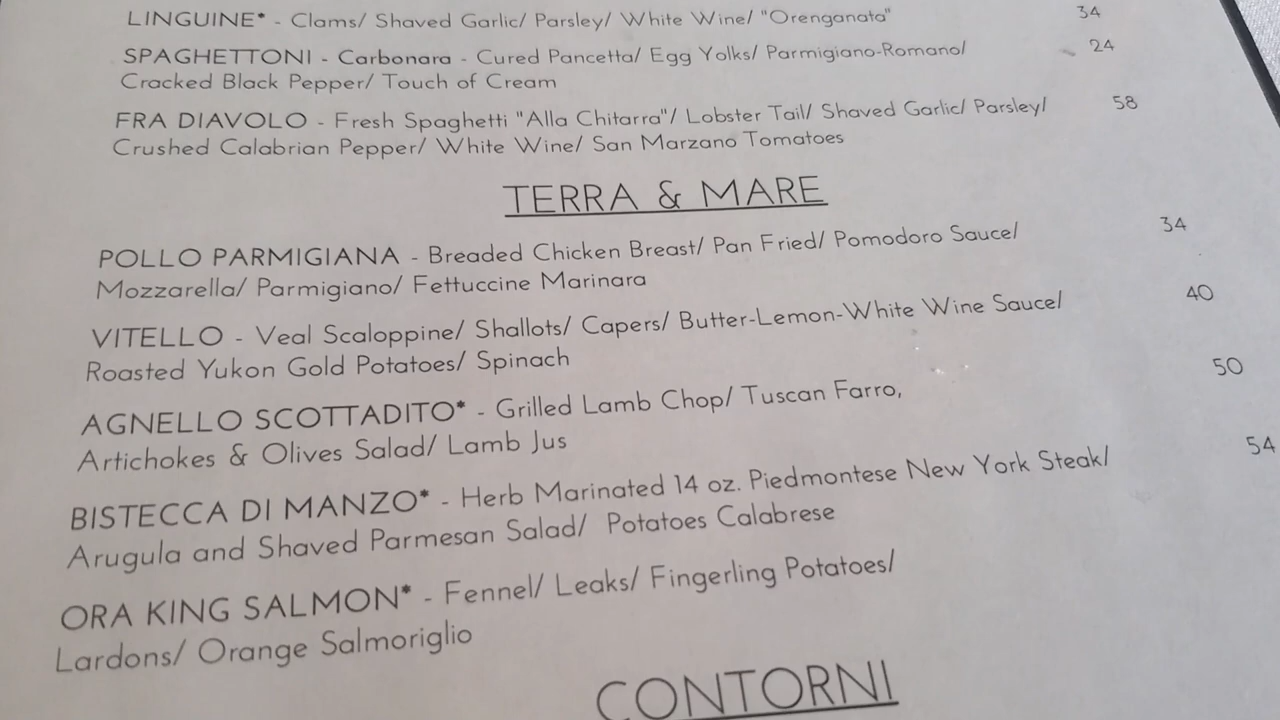 LINGUINE* - Clams/ Shaved Garlic/ Parsley/ White Wine/ "Orenganata" 34
SPAGHETTONI - Carbonara - Cured Pancetta/ Egg Yolks/ Parmigiano-Romano/ 24
Cracked Black Pepper/ Touch of Cream
FRA DIAVOLO - Fresh Spaghetti "Alla Chitarra"/ Lobster Tail/ Shaved Garlic/ Parsley/ 58
Crushed Calabrian Pepper/ White Wine/ San Marzano Tomatoes
TERRA & MARE
POLLO PARMIGIANA - Breaded Chicken Breast/ Pan Fried/ Pomodoro Sauce/ 34
Mozzarella/ Parmigiano/ Fettuccine Marinara
VITELLO - Veal Scaloppine/ Shallots/ Capers/ Butter-Lemon-White Wine Sauce/ 40
Roasted Yukon Gold Potatoes/ Spinach
AGNELLO SCOTTADITO* - Grilled Lamb Chop/ Tuscan Farro, 50
Artichokes & Olives Salad/ Lamb Jus
BISTECCA DI MANZO* - Herb Marinated 14 oz. Piedmontese New York Steak/ 54
Arugula and Shaved Parmesan Salad/ Potatoes Calabrese
ORA KING SALMON* - Fennel/ Leaks/ Fingerling Potatoes/
Lardons/ Orange Salmoriglio
CONTORNI